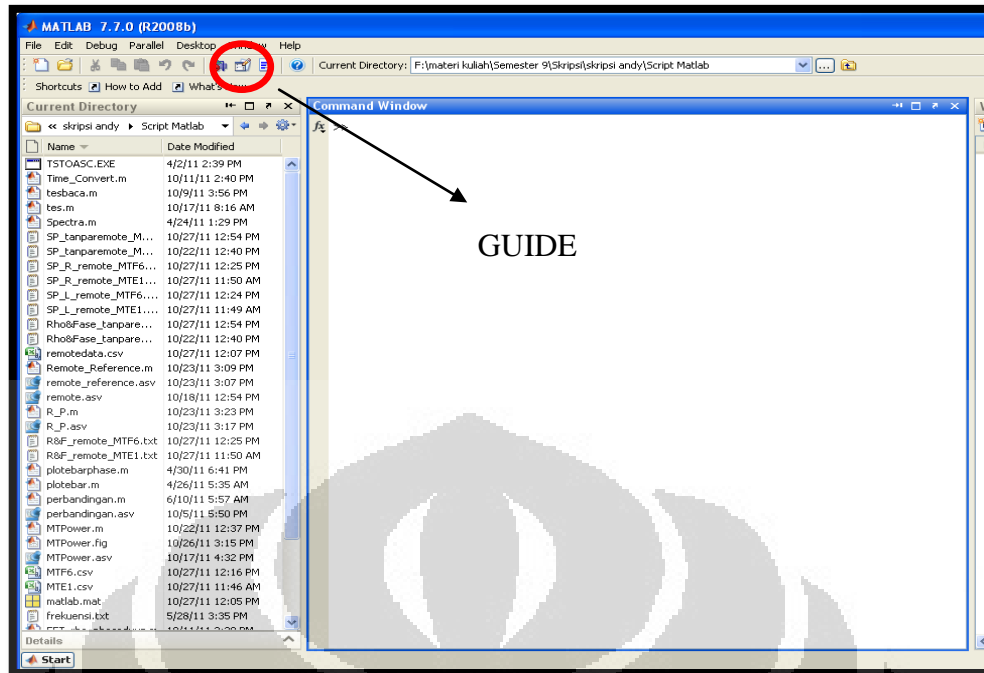 MATLAB 7.7.0 (R2008b)
File Edit Debug Parallel Desktop Window Help
Current Directory: F:\materi kuliah\Semester 9\Skripsi\skripsi andy\Script Matlab
Shortcuts How to Add What's New
Current Directory
« skripsi andy ▸ Script Matlab
Name Date Modified
TSTOASC.EXE 4/2/11 2:39 PM
Time_Convert.m 10/11/11 2:40 PM
tesbaca.m 10/9/11 3:56 PM
tes.m 10/17/11 8:16 AM
Spectra.m 4/24/11 1:29 PM
SP_tanparemote_M... 10/27/11 12:54 PM
SP_tanparemote_M... 10/22/11 12:40 PM
SP_R_remote_MTF6... 10/27/11 12:25 PM
SP_R_remote_MTE1... 10/27/11 11:50 AM
SP_L_remote_MTF6.... 10/27/11 12:24 PM
SP_L_remote_MTE1.... 10/27/11 11:49 AM
Rho&Fase_tanpare... 10/27/11 12:54 PM
Rho&Fase_tanpare... 10/22/11 12:40 PM
remotedata.csv 10/27/11 12:07 PM
Remote_Reference.m 10/23/11 3:09 PM
remote_reference.asv 10/23/11 3:07 PM
remote.asv 10/18/11 12:54 PM
R_P.m 10/23/11 3:23 PM
R_P.asv 10/23/11 3:17 PM
R&F_remote_MTF6.txt 10/27/11 12:25 PM
R&F_remote_MTE1.txt 10/27/11 11:50 AM
plotebarphase.m 4/30/11 6:41 PM
plotebar.m 4/26/11 5:35 AM
perbandingan.m 6/10/11 5:57 AM
perbandingan.asv 10/5/11 5:50 PM
MTPower.m 10/22/11 12:37 PM
MTPower.fig 10/26/11 3:15 PM
MTPower.asv 10/17/11 4:32 PM
MTF6.csv 10/27/11 12:16 PM
MTE1.csv 10/27/11 11:46 AM
matlab.mat 10/27/11 12:05 PM
frekuensi.txt 5/28/11 3:35 PM
Details
Start
Command Window
fx >>
GUIDE